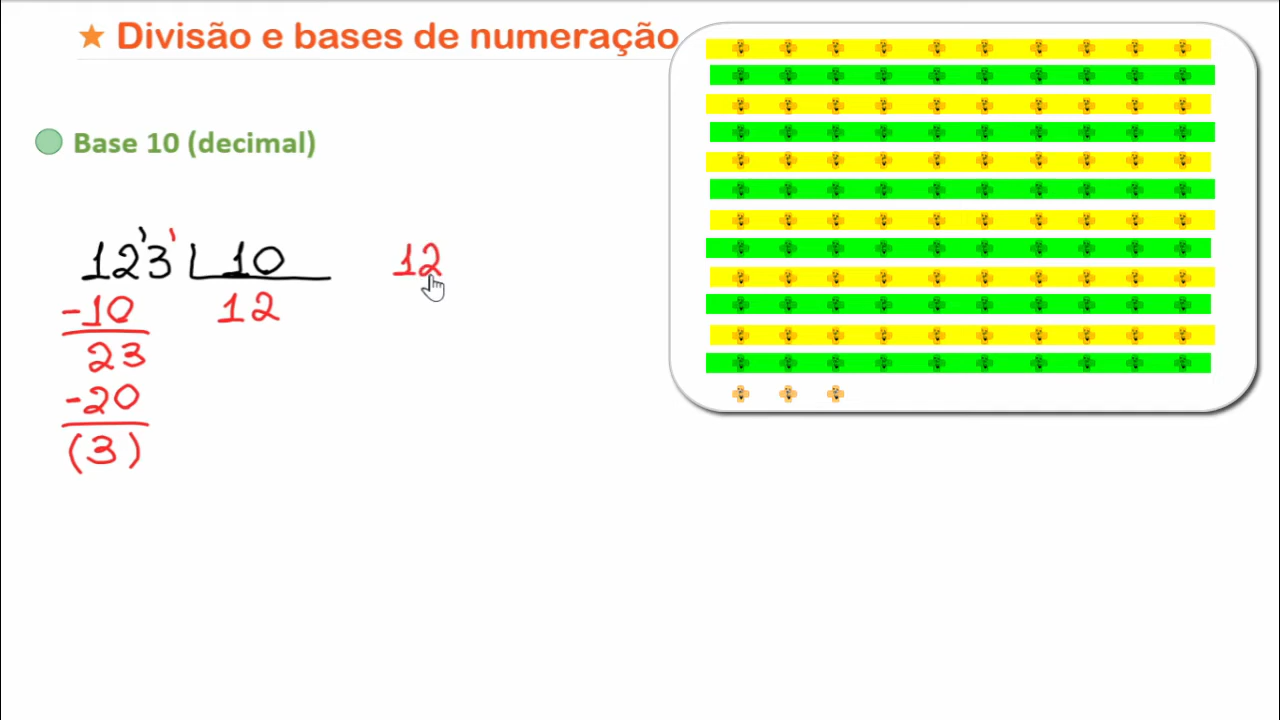 Divisão e bases de numeração
Base 10 (decimal)
123 10 12
-10 12
23
-20
(3)